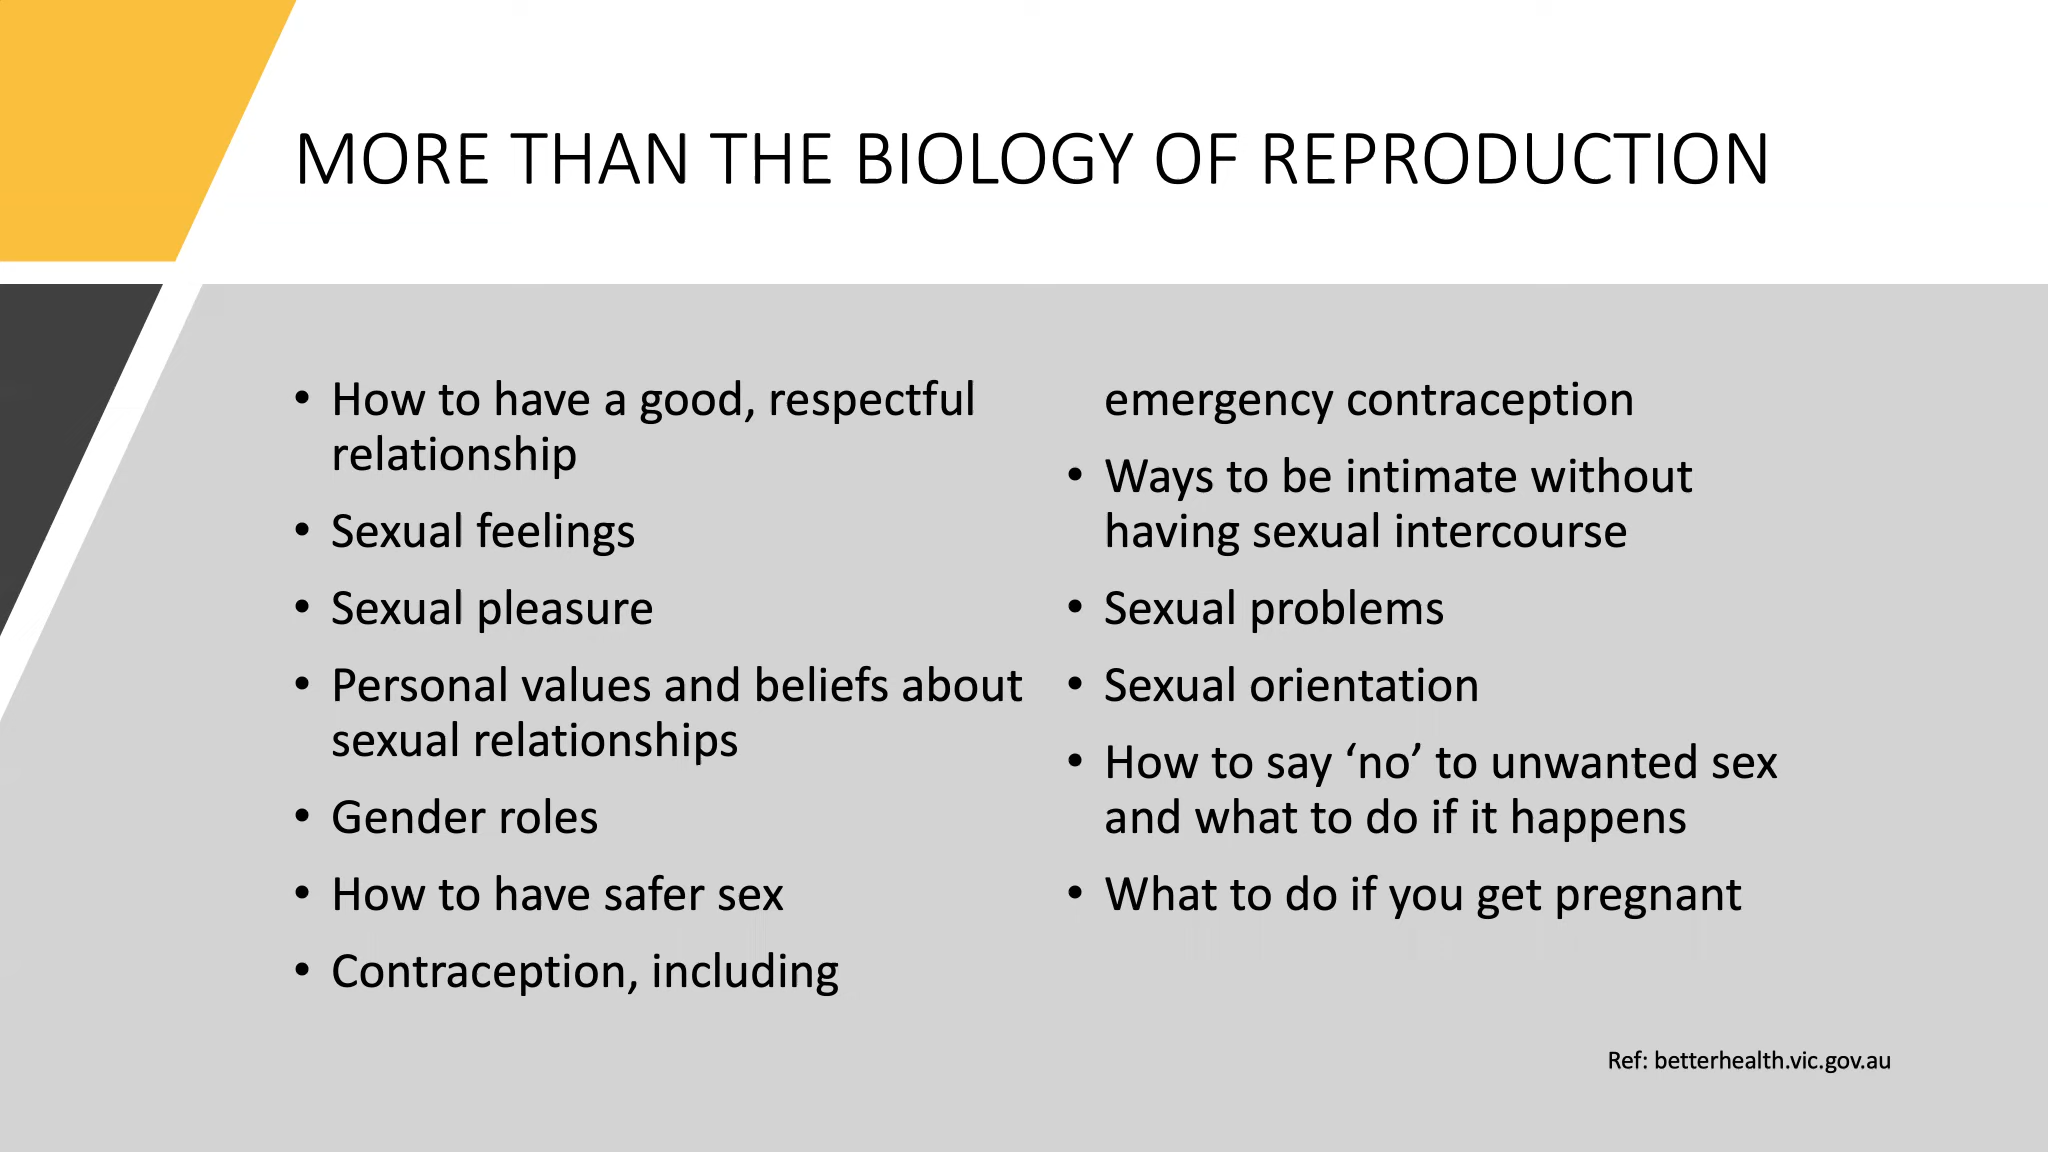 MORE THAN THE BIOLOGY OF REPRODUCTION
• How to have a good, respectful
relationship
• Sexual feelings
• Sexual pleasure
• Personal values and beliefs about
sexual relationships
• Gender roles
• How to have safer sex
• Contraception, including
emergency contraception
• Ways to be intimate without
having sexual intercourse
• Sexual problems
• Sexual orientation
• How to say ‘no’ to unwanted sex
and what to do if it happens
• What to do if you get pregnant
Ref: betterhealth.vic.gov.au